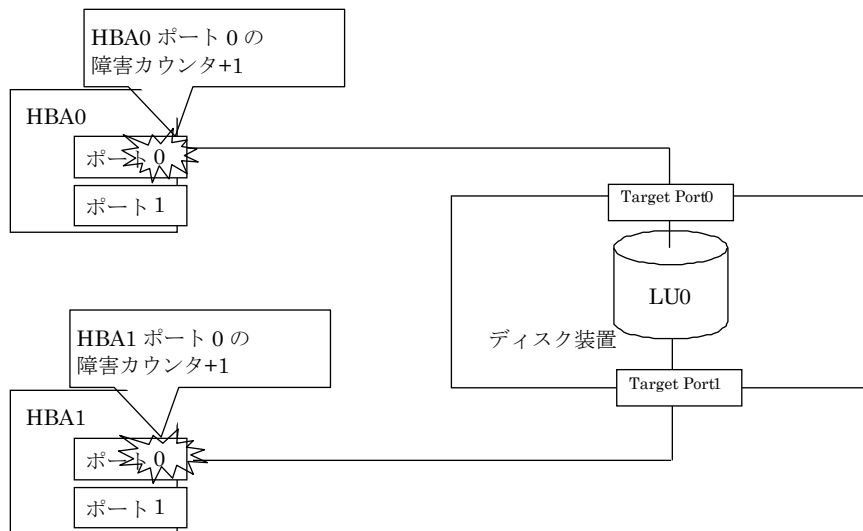 HBA0 ポート 0 の
障害カウンタ+1
HBA0
ポート 0
ポート 1
Target Port0
LU0
ディスク装置
Target Port1
HBA1 ポート 0 の
障害カウンタ+1
HBA1
ポート 0
ポート 1